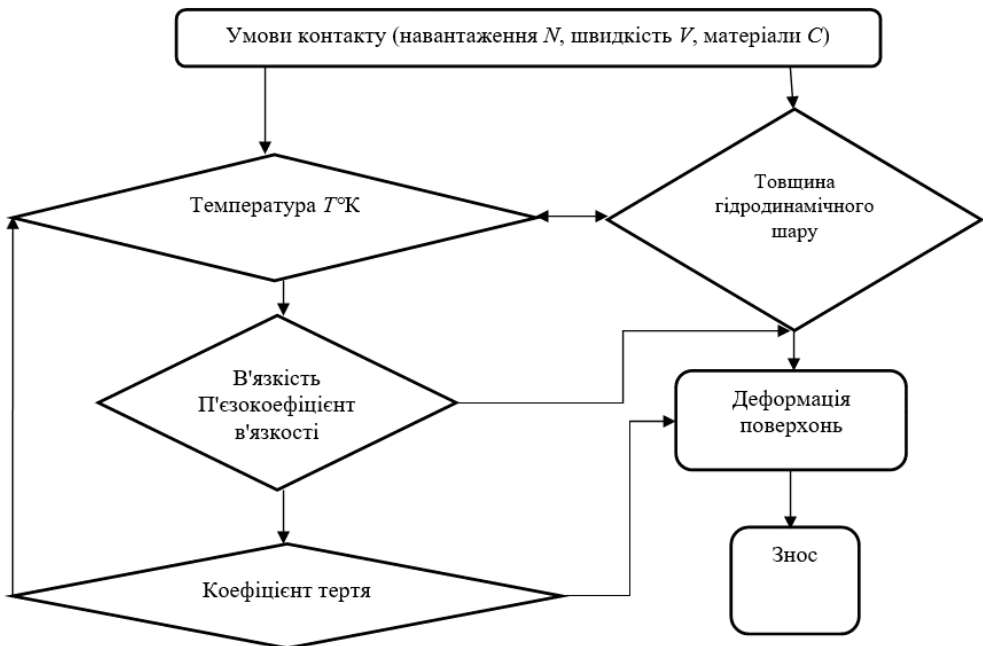 Умови контакту (навантаження N, швидкість V, матеріали С)
Температура T°К
Товщина
гідродинамічного
шару
В'язкість
П'єзокоефіцієнт
в'язкості
Деформація
поверхонь
Коефіцієнт тертя
Знос